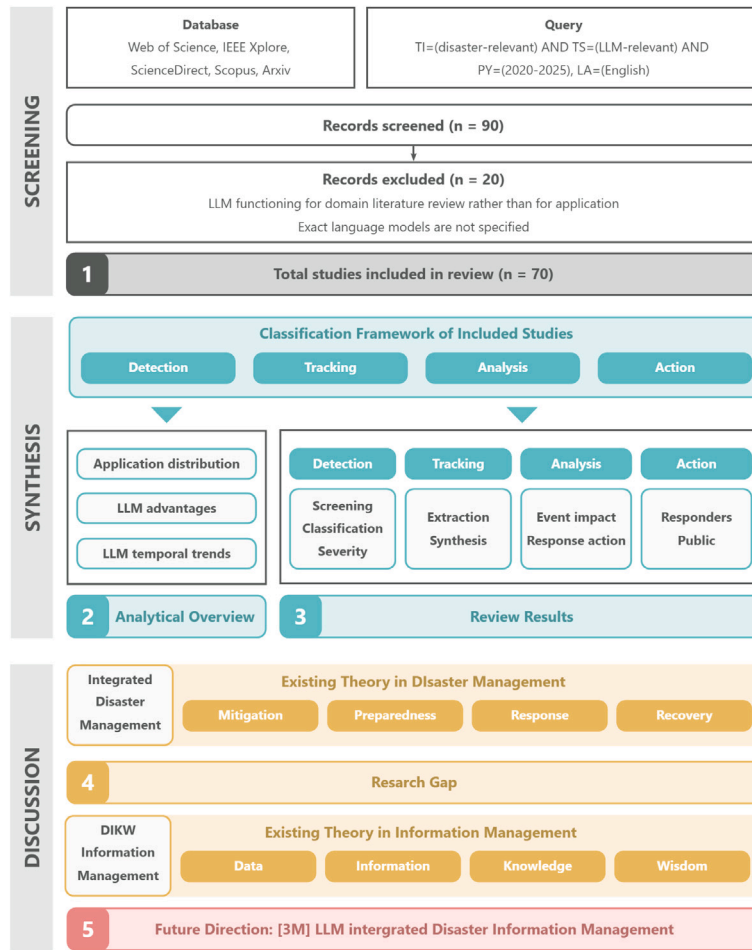 SCREENING
Database
Web of Science, IEEE Xplore,
ScienceDirect, Scopus, Arxiv
Query
TI=(disaster-relevant) AND TS=(LLM-relevant) AND
PY=(2020-2025), LA=(English)
Records screened (n = 90)
Records excluded (n = 20)
LLM functioning for domain literature review rather than for application
Exact language models are not specified
1
Total studies included in review (n = 70)
SYNTHESIS
Classification Framework of Included Studies
Detection
Tracking
Analysis
Action
Application distribution
LLM advantages
LLM temporal trends
Detection
Tracking
Analysis
Action
Screening
Classification
Severity
Extraction
Synthesis
Event impact
Response action
Responders
Public
2
Analytical Overview
3
Review Results
DISCUSSION
Integrated
Disaster
Management
Existing Theory in DIsaster Management
Mitigation
Preparedness
Response
Recovery
4
Resarch Gap
DIKW
Information
Management
Existing Theory in Information Management
Data
Information
Knowledge
Wisdom
5
Future Direction: [3M] LLM intergrated Disaster Information Management